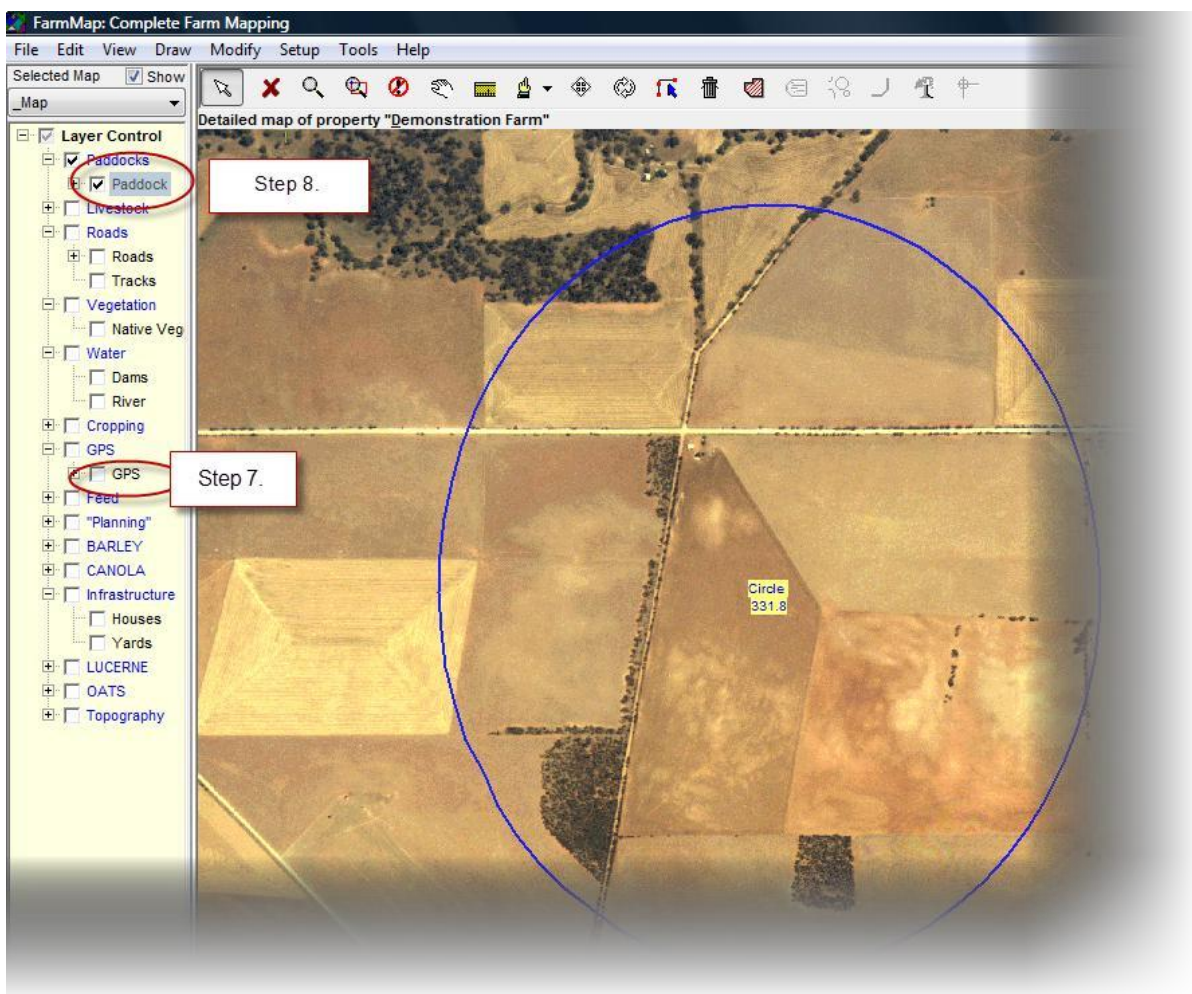 FarmMap: Complete Farm Mapping
File Edit View Draw Modify Setup Tools Help
Selected Map Show
_Map
Detailed map of property "Demonstration Farm"
Layer Control
Paddocks
Paddock
Step 8.
Livestock
Roads
Roads
Tracks
Vegetation
Native Veg
Water
Dams
River
Cropping
GPS
GPS
Step 7.
Feed
"Planning"
BARLEY
CANOLA
Infrastructure
Houses
Yards
LUCERNE
OATS
Topography
Circle
331.8